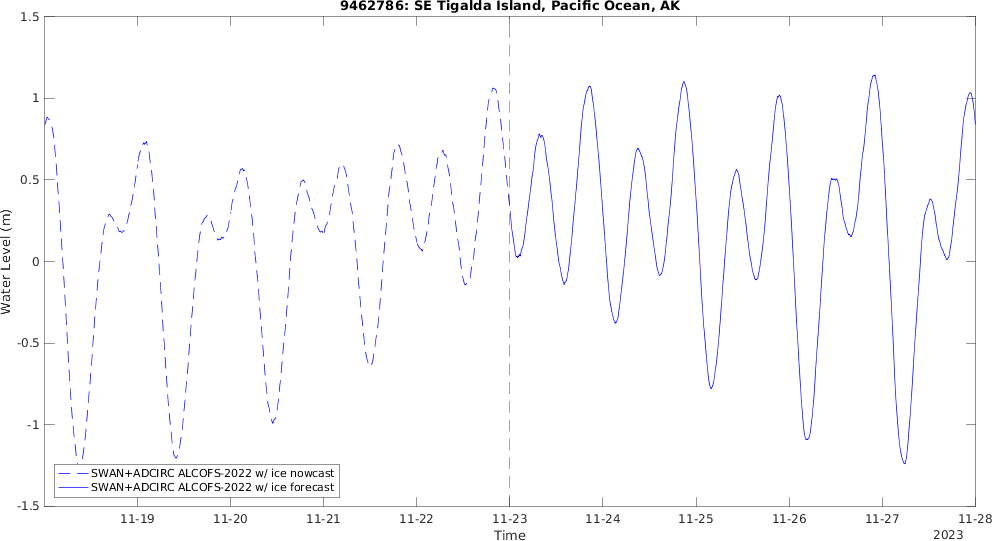 9462786: SE Tigalda Island, Pacific Ocean, AK
1.5
1
0.5
0
-0.5
-1
-1.5
Water Level (m)
SWAN+ADCIRC ALCOFS-2022 w/ ice nowcast
SWAN+ADCIRC ALCOFS-2022 w/ ice forecast
11-19 11-20 11-21 11-22 11-23 11-24 11-25 11-26 11-27 11-28
Time
2023